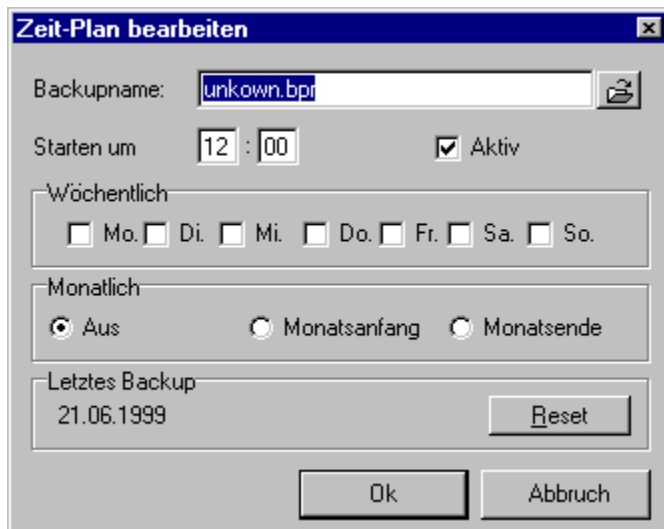 Zeit-Plan bearbeiten
Backupname: unkown.bpr
Starten um 12 : 00 Aktiv
Wöchentlich
Mo. Di. Mi. Do. Fr. Sa. So.
Monatlich
Aus Monatsanfang Monatsende
Letztes Backup
21.06.1999 Reset
Ok Abbruch